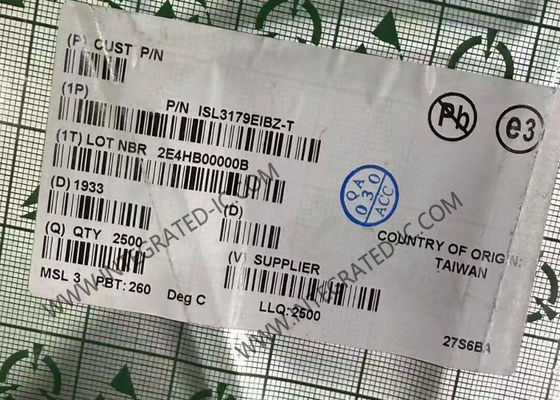 (P) CUST P/N
(1P)
P/N ISL3179EIBZ-T
(1T) LOT NBR 2E4HB00000B
(D) 1933
(D)
(Q) QTY 2500
(V) SUPPLIER
MSL 3 PBT: 260 Deg C
LLQ: 2500
Pb
e3
QA
030
ACC
COUNTRY OF ORIGIN:
TAIWAN
27S6BA
INTEGRATED-IC.COM
WWW.INTEGRATED-IC.COM